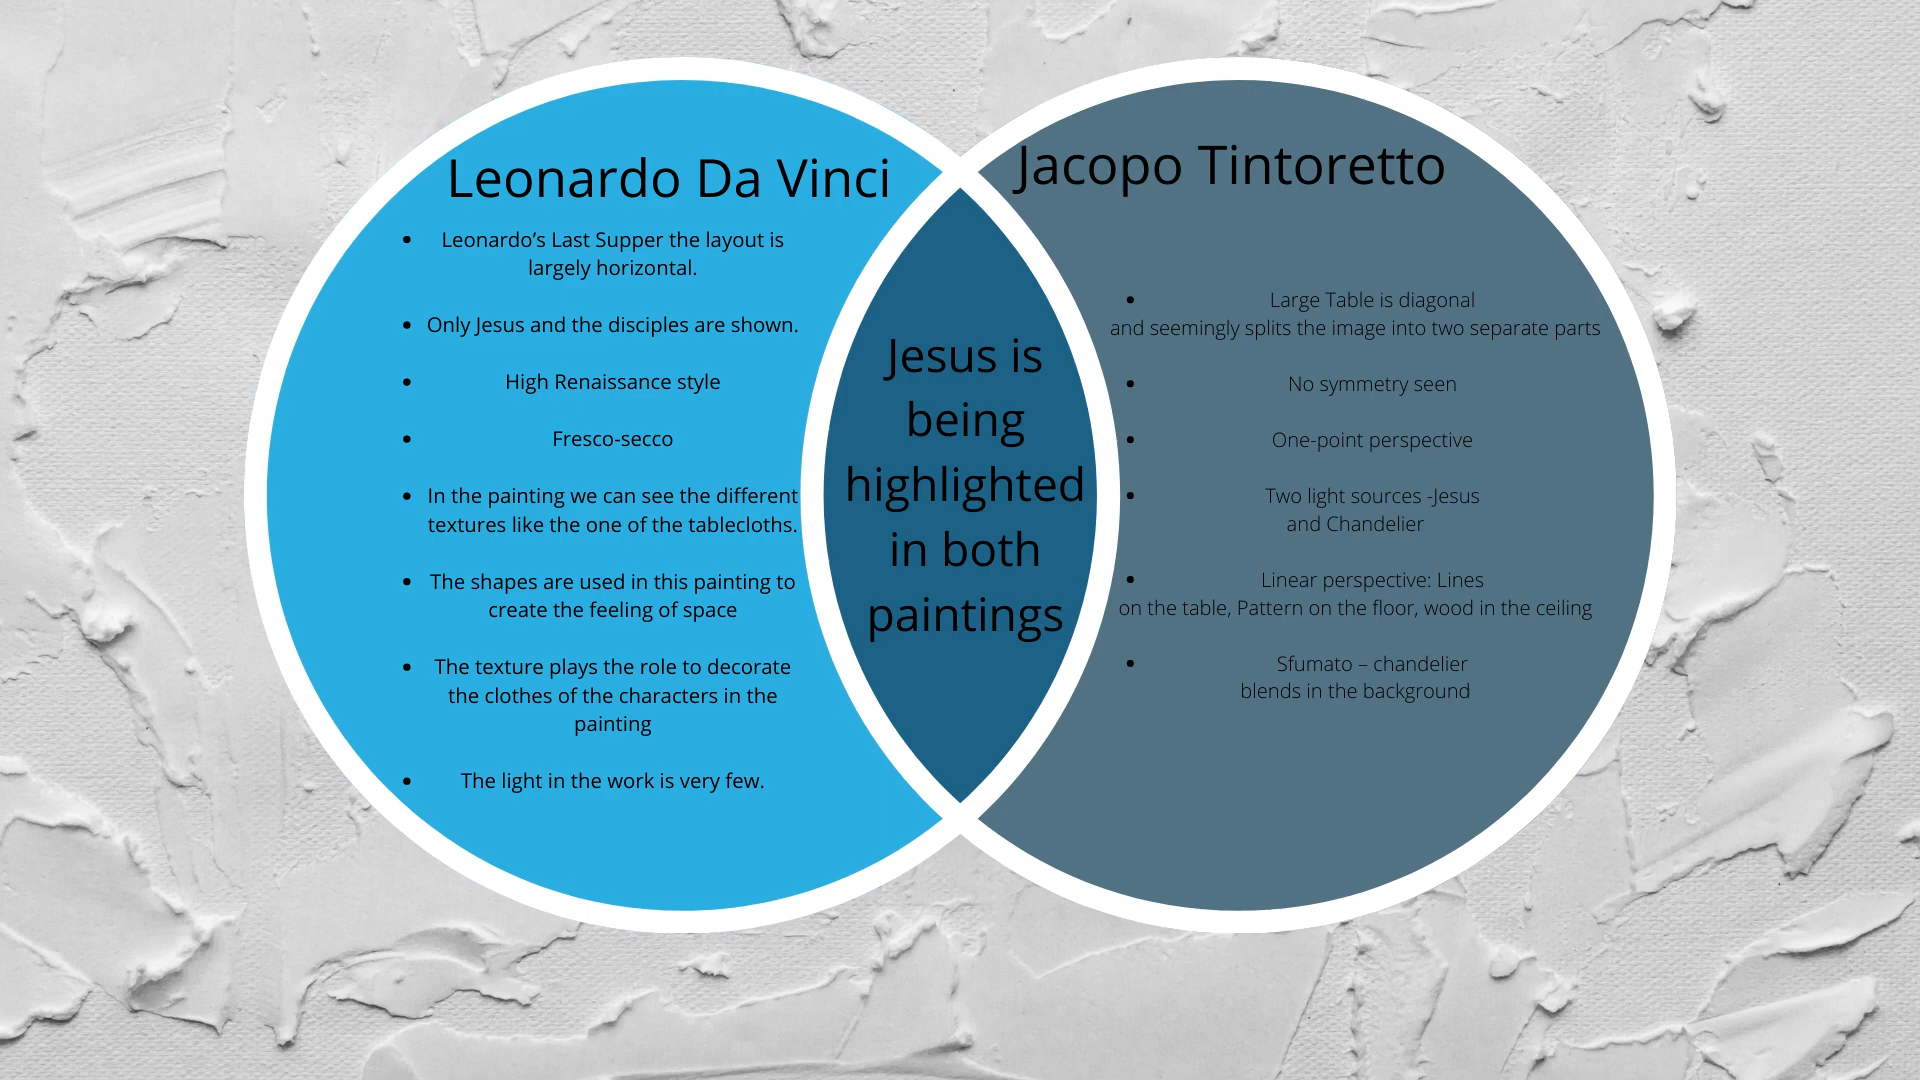 Leonardo Da Vinci
• Leonardo’s Last Supper the layout is
largely horizontal.
• Only Jesus and the disciples are shown.
• High Renaissance style
• Fresco-secco
• In the painting we can see the different
textures like the one of the tablecloths.
• The shapes are used in this painting to
create the feeling of space
• The texture plays the role to decorate
the clothes of the characters in the
painting
• The light in the work is very few.
Jesus is
being
highlighted
in both
paintings
Jacopo Tintoretto
• Large Table is diagonal
and seemingly splits the image into two separate parts
• No symmetry seen
• One-point perspective
• Two light sources -Jesus
and Chandelier
• Linear perspective: Lines
on the table, Pattern on the floor, wood in the ceiling
• Sfumato – chandelier
blends in the background